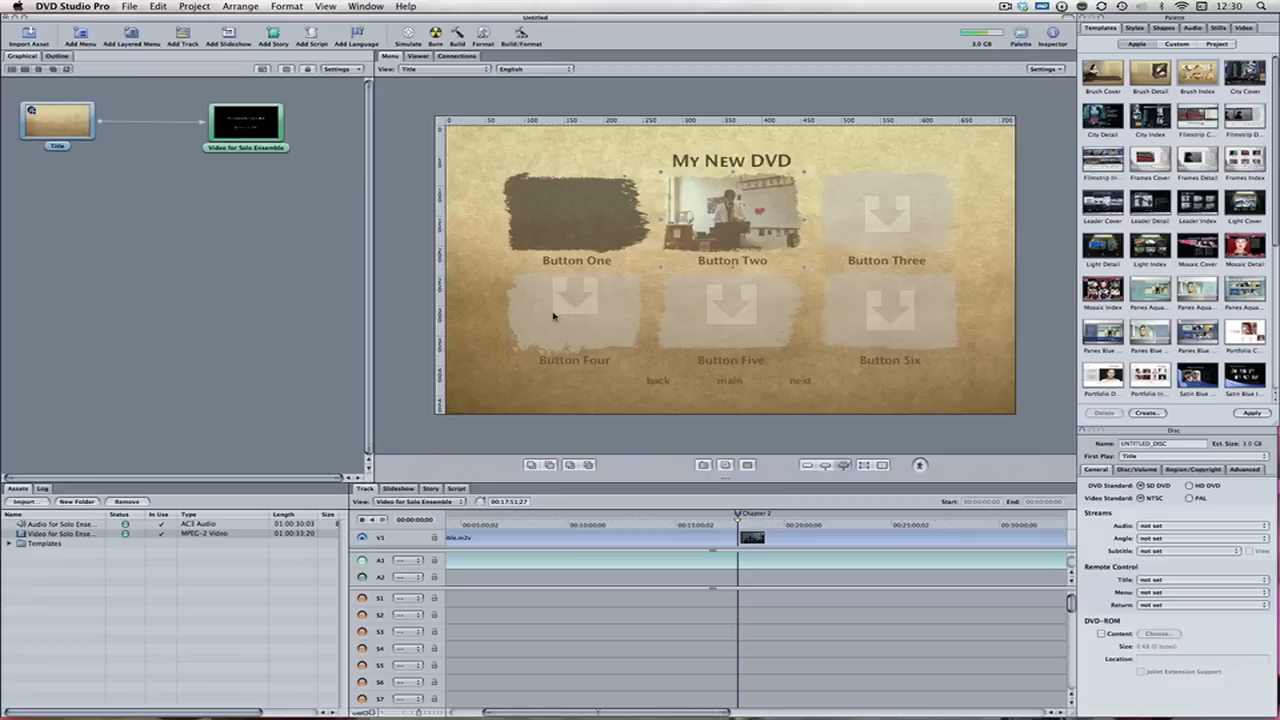 DVD Studio Pro File Edit Project Arrange Format View Window Help 12:30
Untitled
Import Asset Add Menu Add Layered Menu Add Track Add Slideshow Add Story Add Script Add Language Simulate Burn Build Format Build/Format 3.0 GB Palette Inspector
Graphical Outline
Settings
Menu Viewer Connections
View: Title English Settings
Title
Video for Solo Ensemble
0 50 100 150 200 250 300 350 400 450 500 550 600 650 700
My New DVD
Button One Button Two Button Three
Button Four Button Five Button Six
back main next
Palette
Templates Styles Shapes Audio Stills Video
Apple Custom Project
Brush Cover Brush Detail Brush Index City Cover
City Detail City Index Filmstrip C... Filmstrip D...
Filmstrip In... Frames Cover Frames Detail Frames Index
Leader Cover Leader Detail Leader Index Light Cover
Light Detail Light Index Mosaic Cover Mosaic Detail
Mosaic Index Panes Aqua... Panes Aqua... Panes Aqua...
Panes Blue ... Panes Blue ... Panes Blue ... Portfolio C...
Portfolio D... Portfolio In... Satin Blue ... Satin Blue I...
Delete Create... Apply
Disc
Name: UNTITLED_DISC Est. Size: 3.0 GB
First Play: Title
General Disc/Volume Region/Copyright Advanced
DVD Standard: SD DVD HD DVD
Video Standard: NTSC PAL
Streams
Audio: not set
Angle: not set
Subtitle: not set View
Remote Control
Title: not set
Menu: not set
Return: not set
DVD-ROM
Content: Choose...
Size: 0 KB (0 bytes)
Location:
Joliet Extension Support
Assets Log
Import... New Folder Remove
Name Status In Use Type Length Size
Audio for Solo Ense... AC3 Audio 01:00:30:03
Video for Solo Ense... MPEG-2 Video 01:00:33:20
Templates
Track Slideshow Story Script
View: Video for Solo Ensemble 00:17:51;27 Start: 00:00:00;00 End: 00:00:00;00
Chapter 2
00:00:00;00 00:05:00;02 00:10:00;00 00:15:00;02 00:20:00;00 00:25:00;02 00:30:00;00
V1 ble.m2v
A1
A2
S1
S2
S3
S4
S5
S6
S7